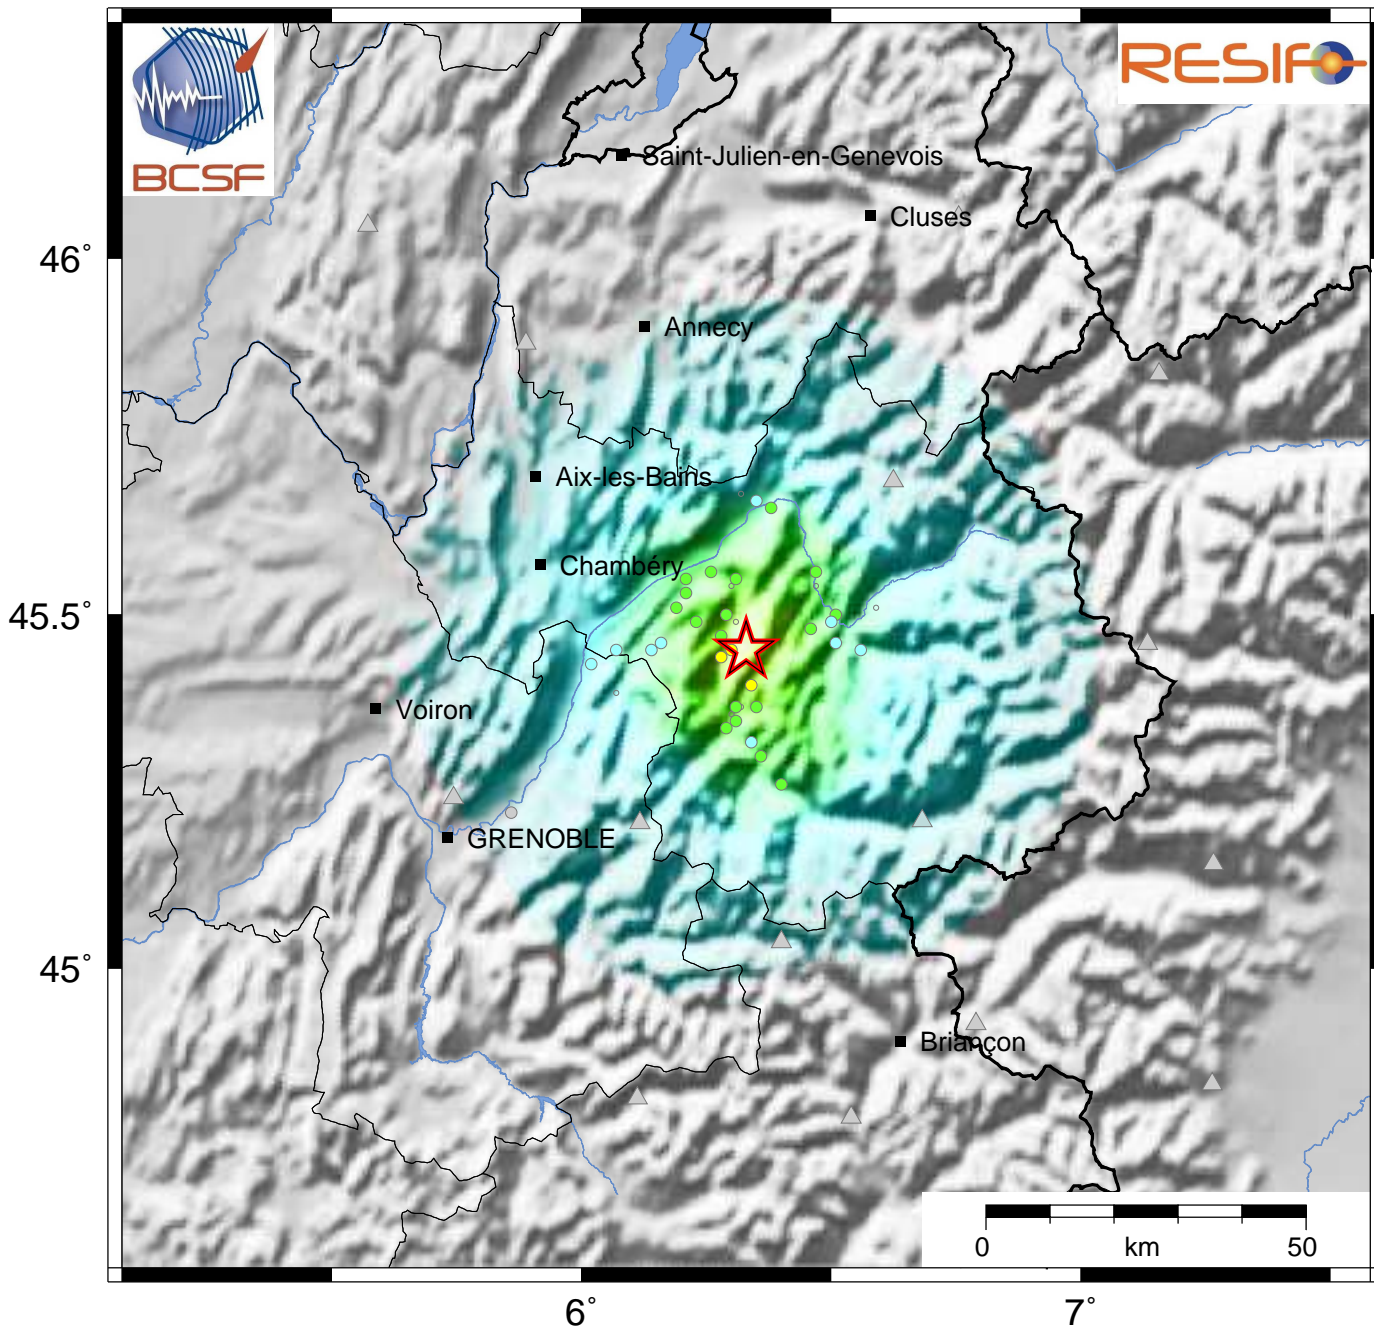 BCSF
RESIF
Saint-Julien-en-Genevois
Cluses
46°
Annecy
Aix-les-Bains
Chambéry
45.5°
Voiron
GRENOBLE
45°
Briançon
0 km 50
6° 7°